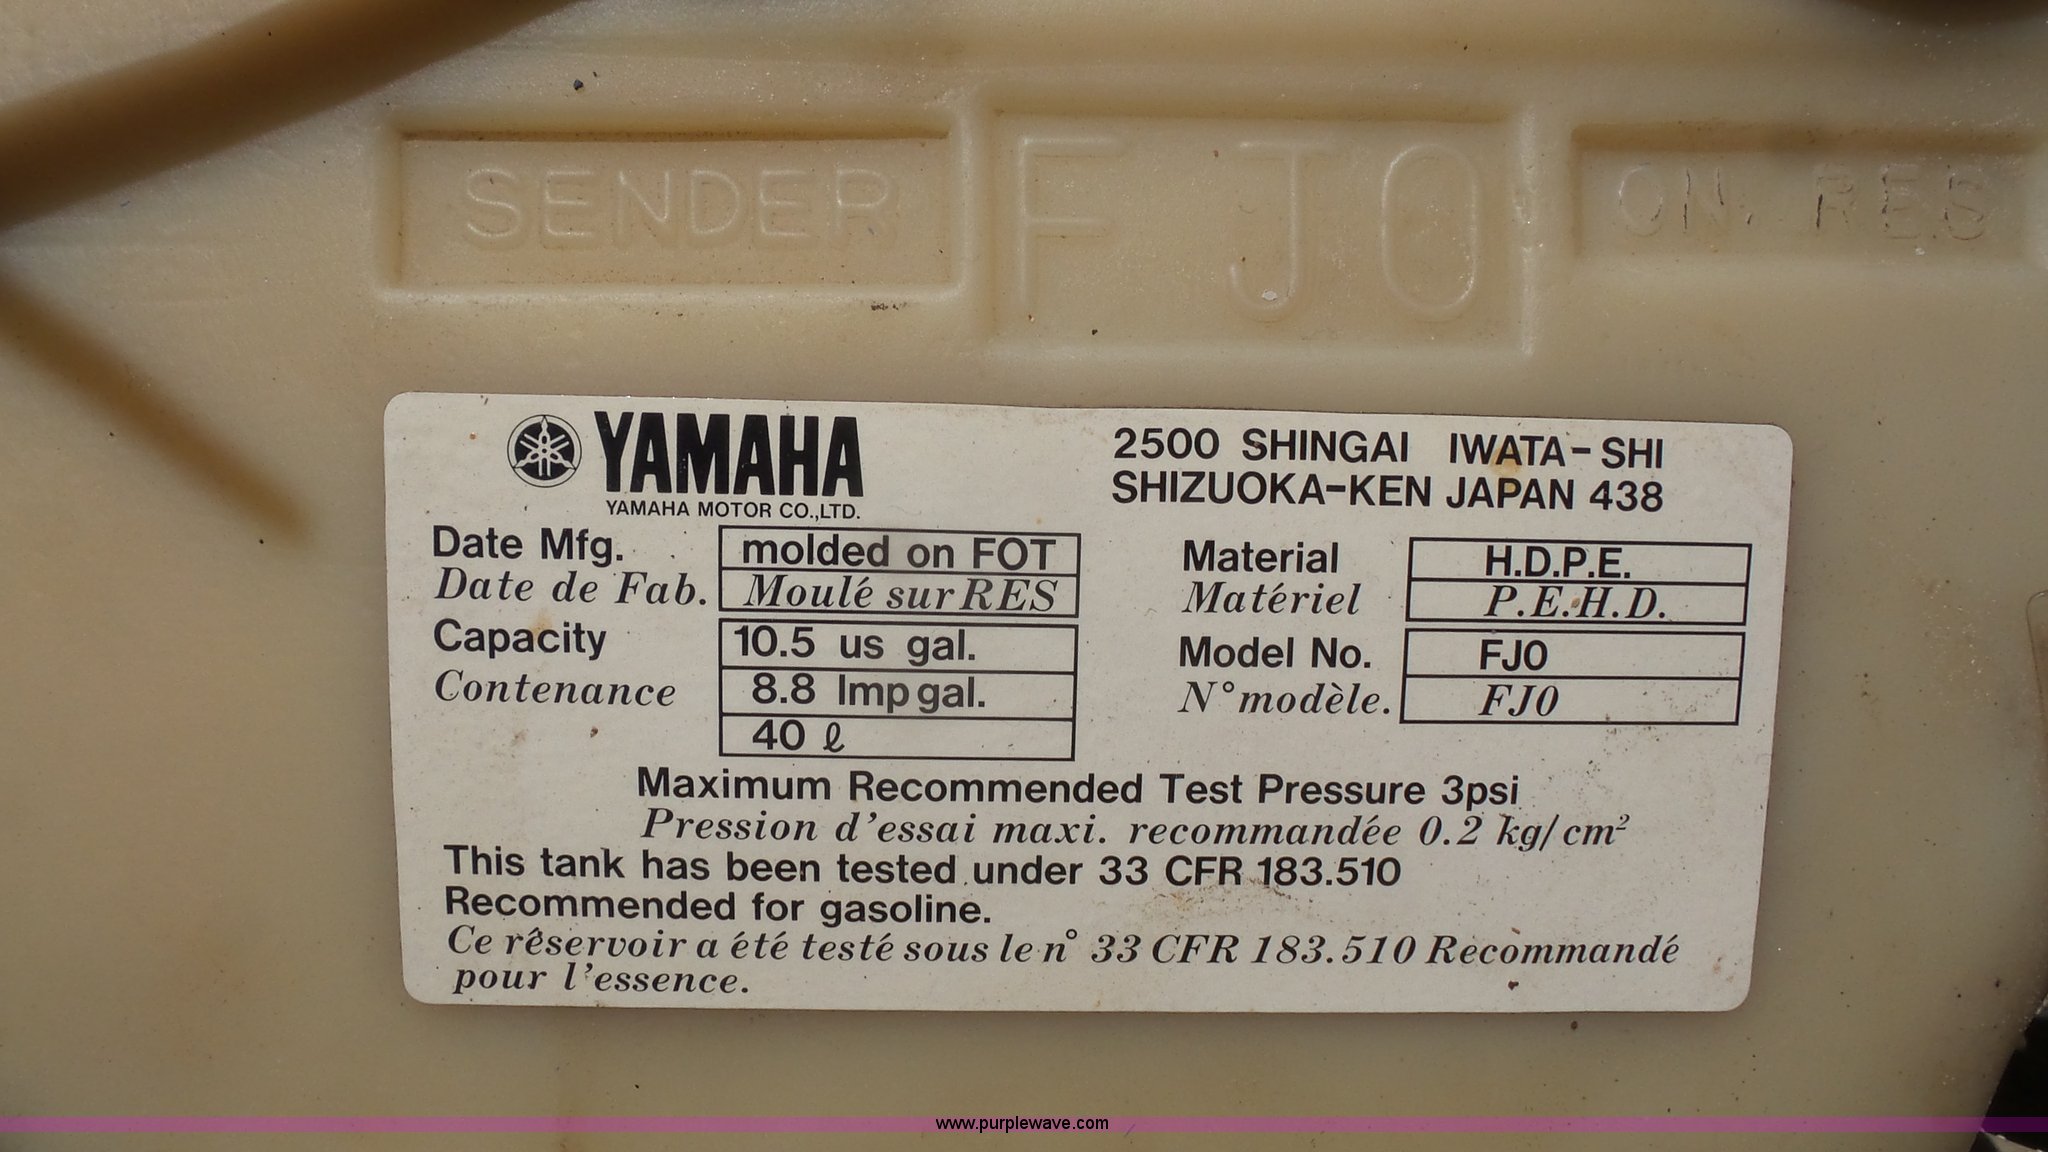 SENDER FJ0 ON. RES
YAMAHA
YAMAHA MOTOR CO.,LTD.
2500 SHINGAI IWATA-SHI
SHIZUOKA-KEN JAPAN 438
Date Mfg. molded on FOT
Date de Fab. Moulé sur RES
Material H.D.P.E.
Matériel P.E.H.D.
Capacity 10.5 us gal.
Contenance 8.8 Imp gal.
40 ℓ
Model No. FJ0
N° modèle. FJ0
Maximum Recommended Test Pressure 3psi
Pression d'essai maxi. recommandée 0.2 kg/cm²
This tank has been tested under 33 CFR 183.510
Recommended for gasoline.
Ce rêservoir a été testé sous le n° 33 CFR 183.510 Recommandé
pour l'essence.
www.purplewave.com